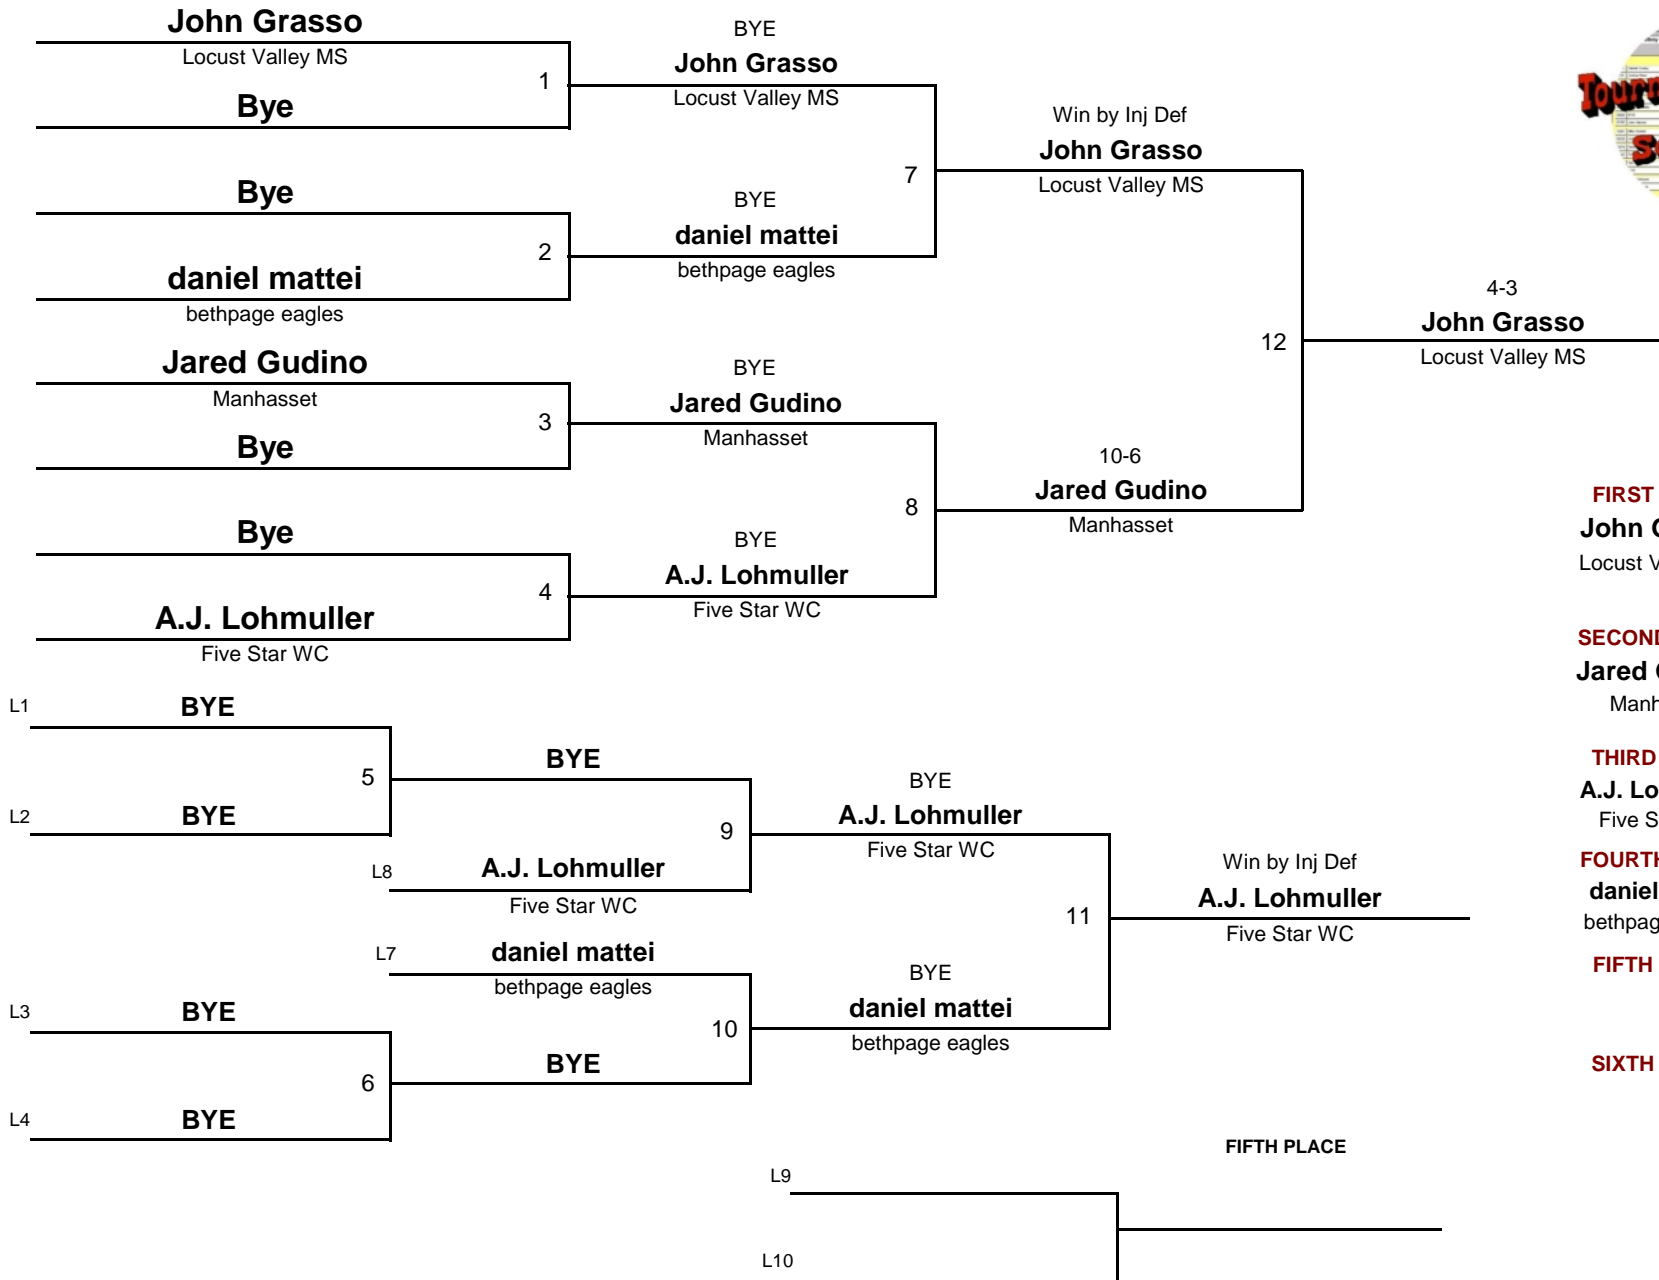 John Grasso
Locust Valley MS
1
Bye
BYE
John Grasso
Locust Valley MS
Bye
2
daniel mattei
bethpage eagles
BYE
daniel mattei
bethpage eagles
7
Win by Inj Def
John Grasso
Locust Valley MS
Jared Gudino
Manhasset
3
Bye
BYE
Jared Gudino
Manhasset
Bye
4
A.J. Lohmuller
Five Star WC
BYE
A.J. Lohmuller
Five Star WC
8
10-6
Jared Gudino
Manhasset
12
4-3
John Grasso
Locust Valley MS
L1 BYE
5
L2 BYE
BYE
9
L8 A.J. Lohmuller
Five Star WC
BYE
A.J. Lohmuller
Five Star WC
L7 daniel mattei
bethpage eagles
10
BYE
L3 BYE
6
L4 BYE
BYE
daniel mattei
bethpage eagles
11
Win by Inj Def
A.J. Lohmuller
Five Star WC
FIFTH PLACE
L9
L10
FIRST
John
Locust
SECOND
Jared
THIRD
A.J.
Five
FOURTH
daniel
FIFTH
SIXTH